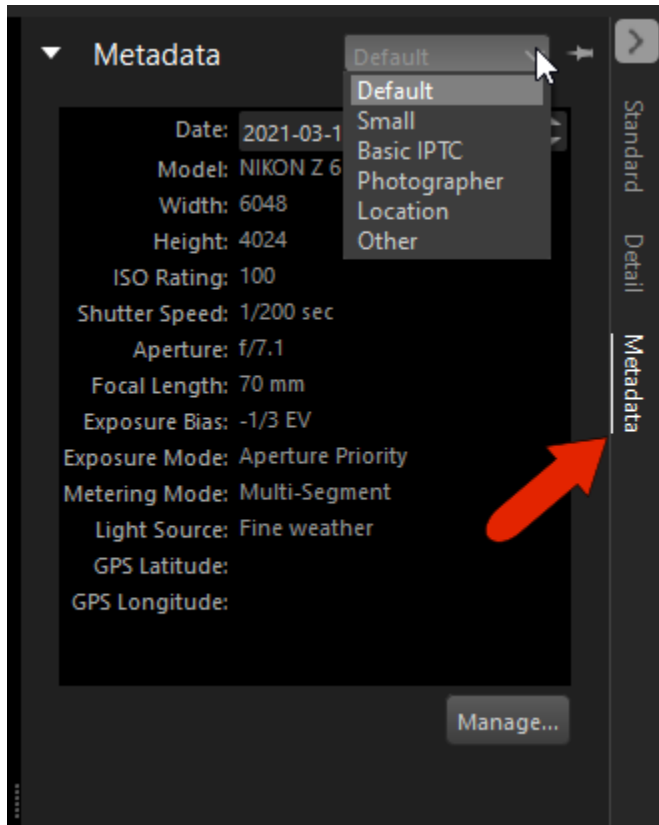 Metadata
Default
Default
Small
Basic IPTC
Photographer
Location
Other
Date: 2021-03-1
Model: NIKON Z 6
Width: 6048
Height: 4024
ISO Rating: 100
Shutter Speed: 1/200 sec
Aperture: f/7.1
Focal Length: 70 mm
Exposure Bias: -1/3 EV
Exposure Mode: Aperture Priority
Metering Mode: Multi-Segment
Light Source: Fine weather
GPS Latitude:
GPS Longitude:
Manage...
Standard
Detail
Metadata